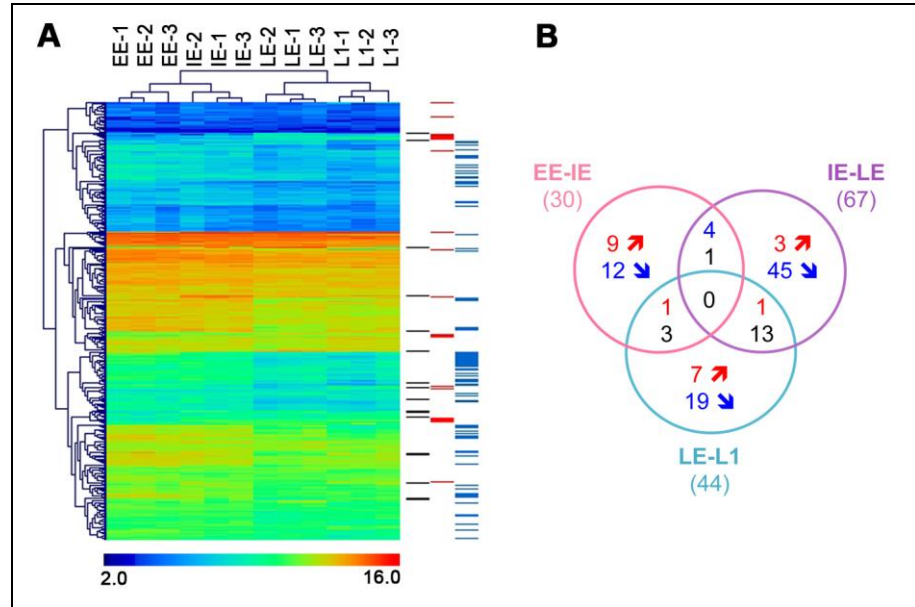 A
EE-1 EE-2 EE-3 IE-2 IE-1 IE-3 LE-2 LE-1 LE-3 L1-1 L1-2 L1-3
2.0 16.0
B
EE-IE IE-LE
(30) (67)
4
9 1 3
12 45
0
1 1
3 13
7
19
LE-L1
(44)